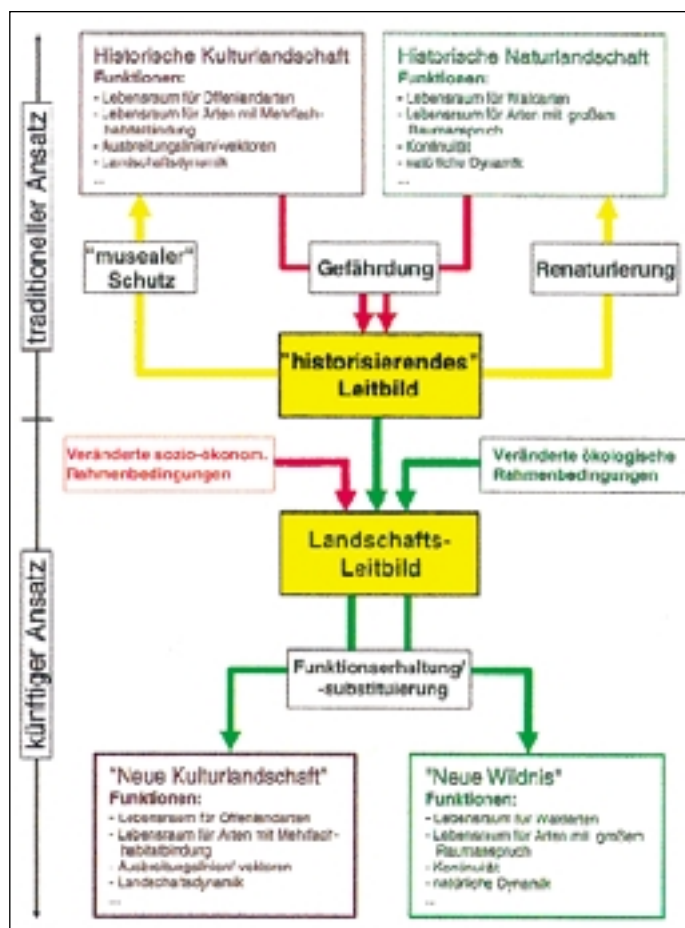 traditioneller Ansatz
Historische Kulturlandschaft
Funktionen:
- Lebensraum für Offenlandarten
- Lebensraum für Arten mit Mehrfach-
habitatbindung
- Ausbreitungslinien/-vektoren
- Landschaftsdynamik
...
Historische Naturlandschaft
Funktionen:
- Lebensraum für Waldarten
- Lebensraum für Arten mit großem
Raumanspruch
- Kontinuität
- natürliche Dynamik
...
"musealer"
Schutz
Gefährdung
Renaturierung
"historisierendes"
Leitbild
künftiger Ansatz
Veränderte sozio-ökonom.
Rahmenbedingungen
Veränderte ökologische
Rahmenbedingungen
Landschafts-
Leitbild
Funktionserhaltung/
-substituierung
"Neue Kulturlandschaft"
Funktionen:
- Lebensraum für Offenlandarten
- Lebensraum für Arten mit Mehrfach-
habitatbindung
- Ausbreitungslinien/-vektoren
- Landschaftsdynamik
...
"Neue Wildnis"
Funktionen:
- Lebensraum für Waldarten
- Lebensraum für Arten mit großem
Raumanspruch
- Kontinuität
- natürliche Dynamik
...